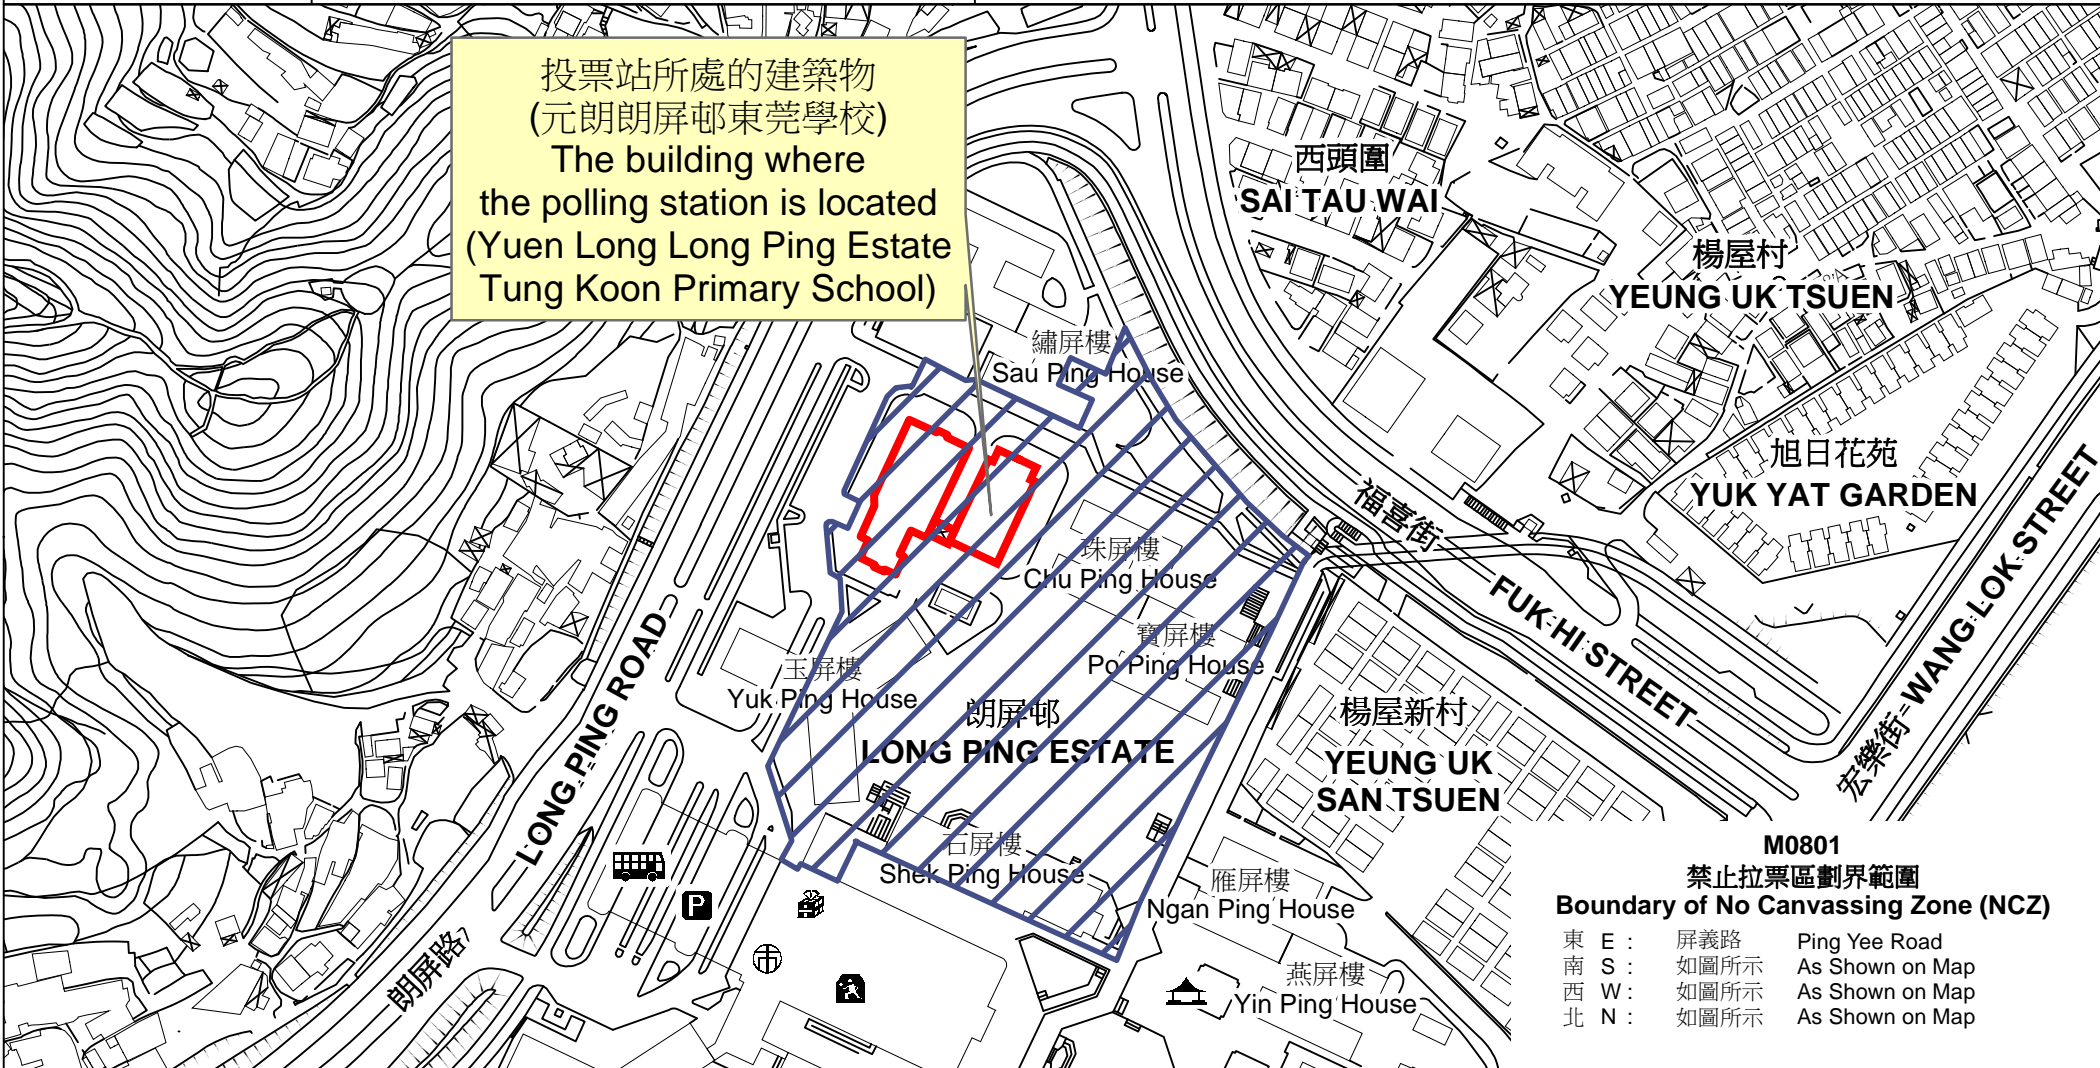 投票站所處的建築物
(元朗朗屏邨東莞學校)
The building where
the polling station is located
(Yuen Long Long Ping Estate
Tung Koon Primary School)
西頭圍
SAI TAU WAI
楊屋村
YEUNG UK TSUEN
繡屏樓
Sau Ping House
旭日花苑
YUK YAT GARDEN
福喜街
FUK HI STREET
宏樂街
WANG LOK STREET
珠屏樓
Chu Ping House
寶屏樓
Po Ping House
玉屏樓
Yuk Ping House
朗屏邨
LONG PING ESTATE
楊屋新村
YEUNG UK
SAN TSUEN
LONG PING ROAD
朗屏路
石屏樓
Shek Ping House
雁屏樓
Ngan Ping House
燕屏樓
Yin Ping House
P
M0801
禁止拉票區劃界範圍
Boundary of No Canvassing Zone (NCZ)
東 E : 屏義路 Ping Yee Road
南 S : 如圖所示 As Shown on Map
西 W : 如圖所示 As Shown on Map
北 N : 如圖所示 As Shown on Map